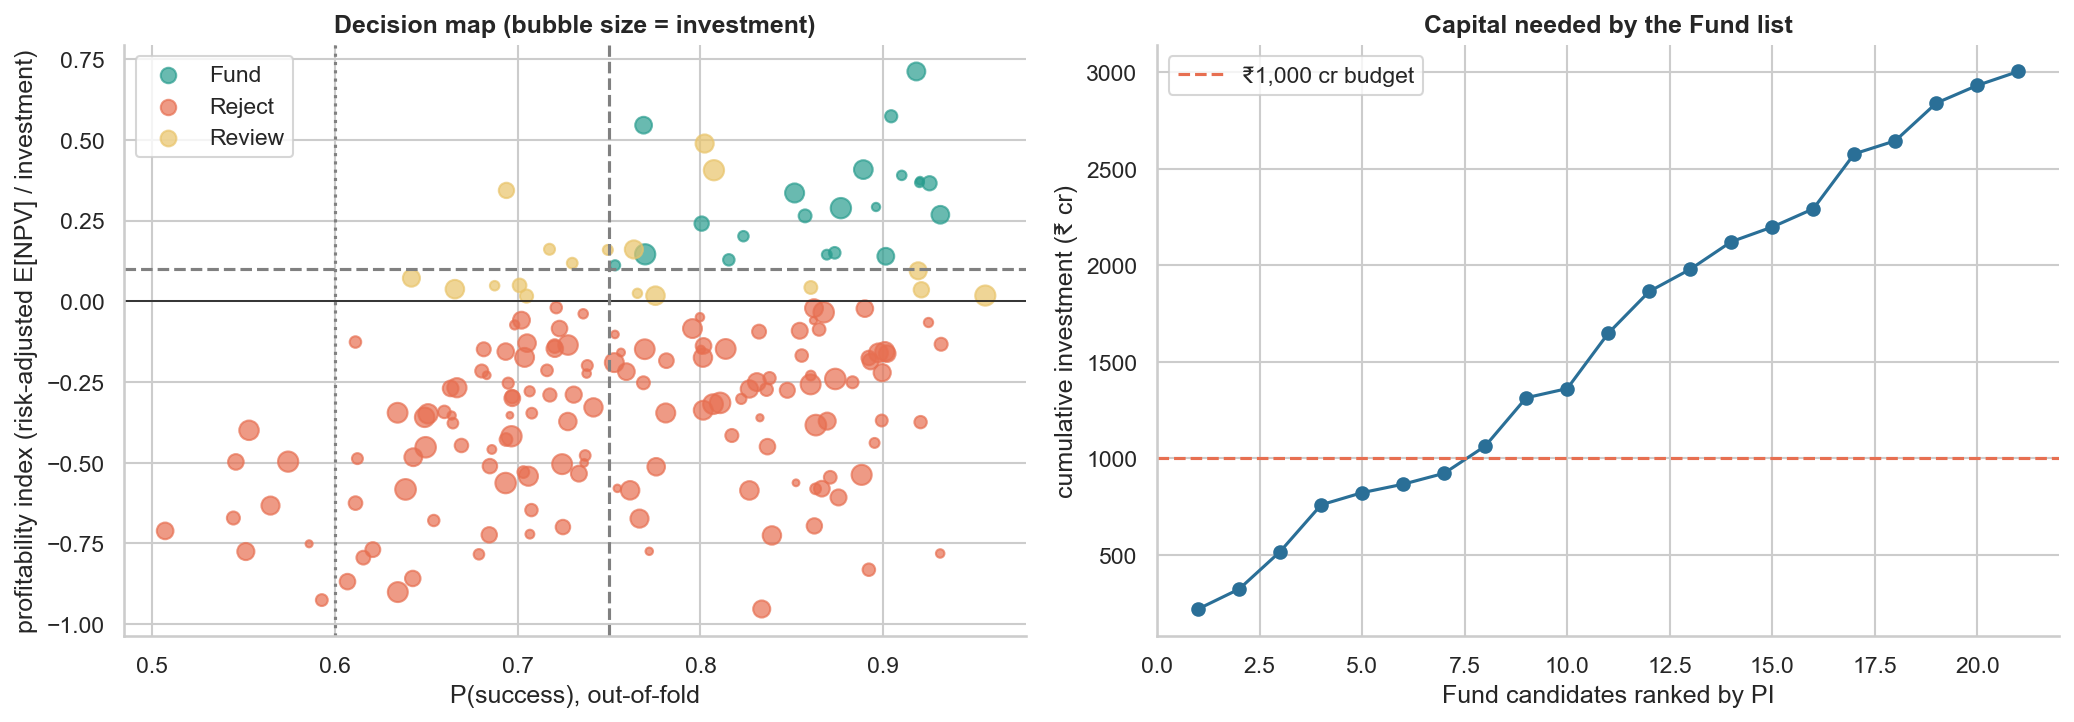 Decision map (bubble size = investment)
Fund
Reject
Review
profitability index (risk-adjusted E[NPV] / investment)
0.75
0.50
0.25
0.00
−0.25
−0.50
−0.75
−1.00
0.5 0.6 0.7 0.8 0.9
P(success), out-of-fold
Capital needed by the Fund list
₹1,000 cr budget
cumulative investment (₹ cr)
3000
2500
2000
1500
1000
500
0.0 2.5 5.0 7.5 10.0 12.5 15.0 17.5 20.0
Fund candidates ranked by PI